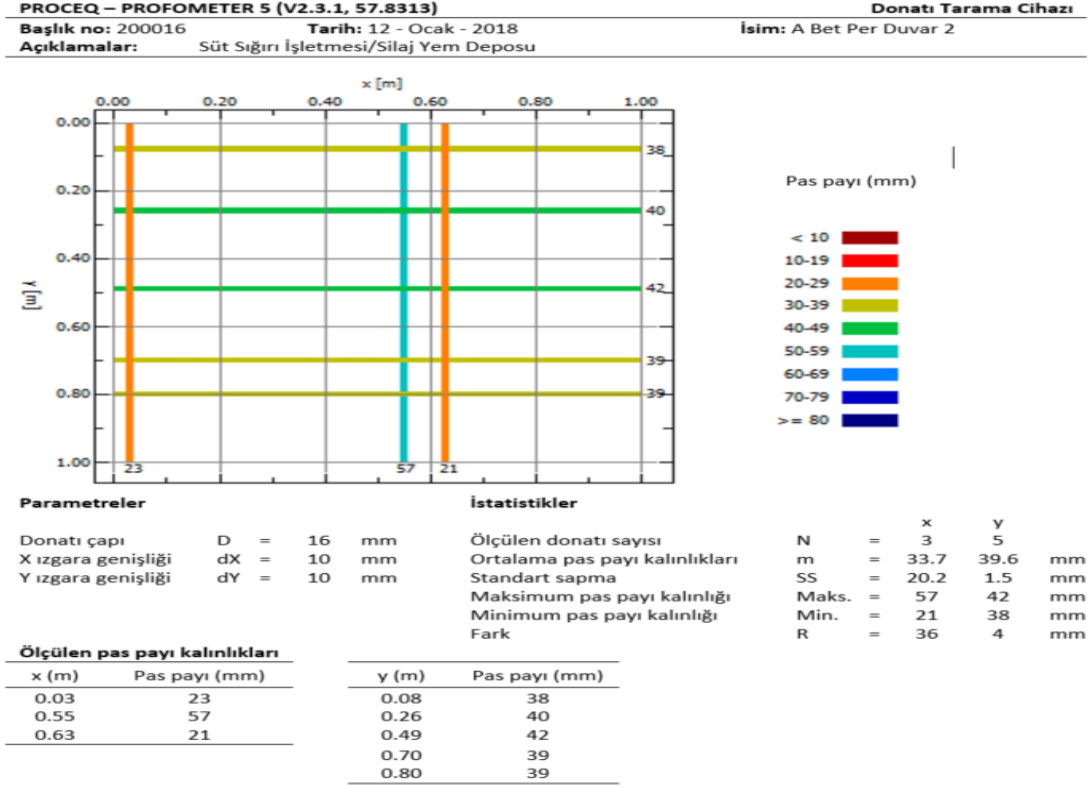 PROCEQ – PROFOMETER 5 (V2.3.1, 57.8313) Donatı Tarama Cihazı
Başlık no: 200016 Tarih: 12 - Ocak - 2018 İsim: A Bet Per Duvar 2
Açıklamalar: Süt Sığırı İşletmesi/Silaj Yem Deposu
x [m]
0.00 0.20 0.40 0.60 0.80 1.00
0.00
38
0.20
40
0.40
42
Y [m]
0.60
39
0.80
39
1.00
23 57 21
Pas payı (mm)
< 10
10-19
20-29
30-39
40-49
50-59
60-69
70-79
>= 80
Parametreler
Donatı çapı D = 16 mm
X ızgara genişliği dX = 10 mm
Y ızgara genişliği dY = 10 mm
İstatistikler
x y
Ölçülen donatı sayısı N = 3 5
Ortalama pas payı kalınlıkları m = 33.7 39.6 mm
Standart sapma SS = 20.2 1.5 mm
Maksimum pas payı kalınlığı Maks. = 57 42 mm
Minimum pas payı kalınlığı Min. = 21 38 mm
Fark R = 36 4 mm
Ölçülen pas payı kalınlıkları
x (m) Pas payı (mm)
0.03 23
0.55 57
0.63 21
y (m) Pas payı (mm)
0.08 38
0.26 40
0.49 42
0.70 39
0.80 39